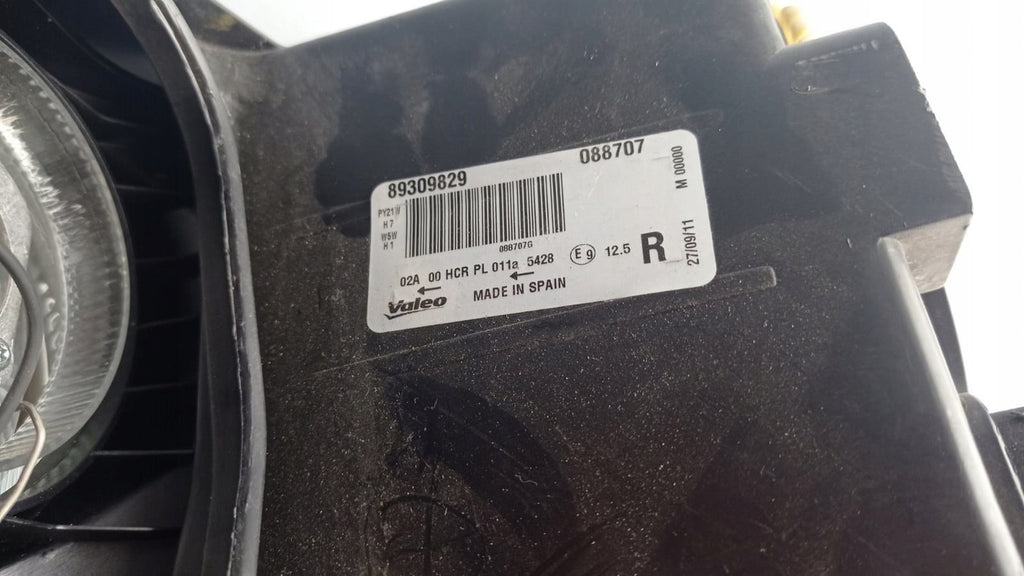 89309829 088707
PY21W
H7
W5W
H1
088707G
02A 00 HCR PL 011a 5428 E9 12.5 R
Valeo MADE IN SPAIN
M 00000
27/09/11